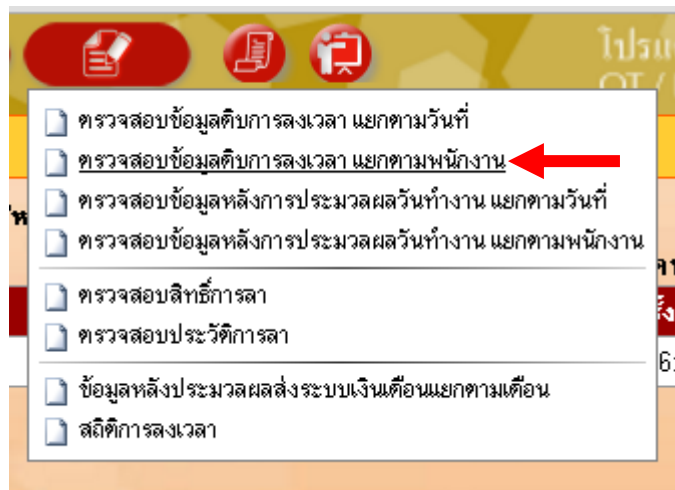 โปรแ
OT /
ตรวจสอบข้อมูลดิบการลงเวลา แยกตามวันที่
ตรวจสอบข้อมูลดิบการลงเวลา แยกตามพนักงาน
ตรวจสอบข้อมูลหลังการประมวลผลวันทำงาน แยกตามวันที่
ตรวจสอบข้อมูลหลังการประมวลผลวันทำงาน แยกตามพนักงาน
ตรวจสอบสิทธิ์การลา
ตรวจสอบประวัติการลา
ข้อมูลหลังประมวลผลส่งระบบเงินเดือนแยกตามเดือน
สถิติการลงเวลา